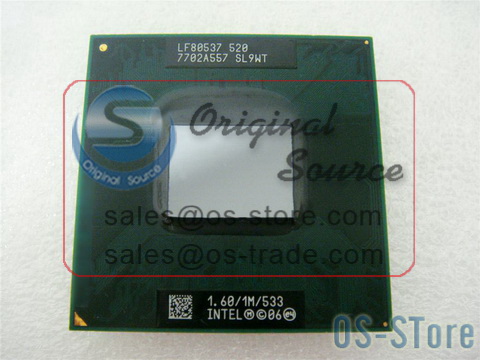 LF80537 520
7702A557 SL9WT
Original
Source
S
Original Source
sales@os-store.com
sales@os-trade.com
1.60/1M/533
INTEL Ⓜ©06
OS-Store